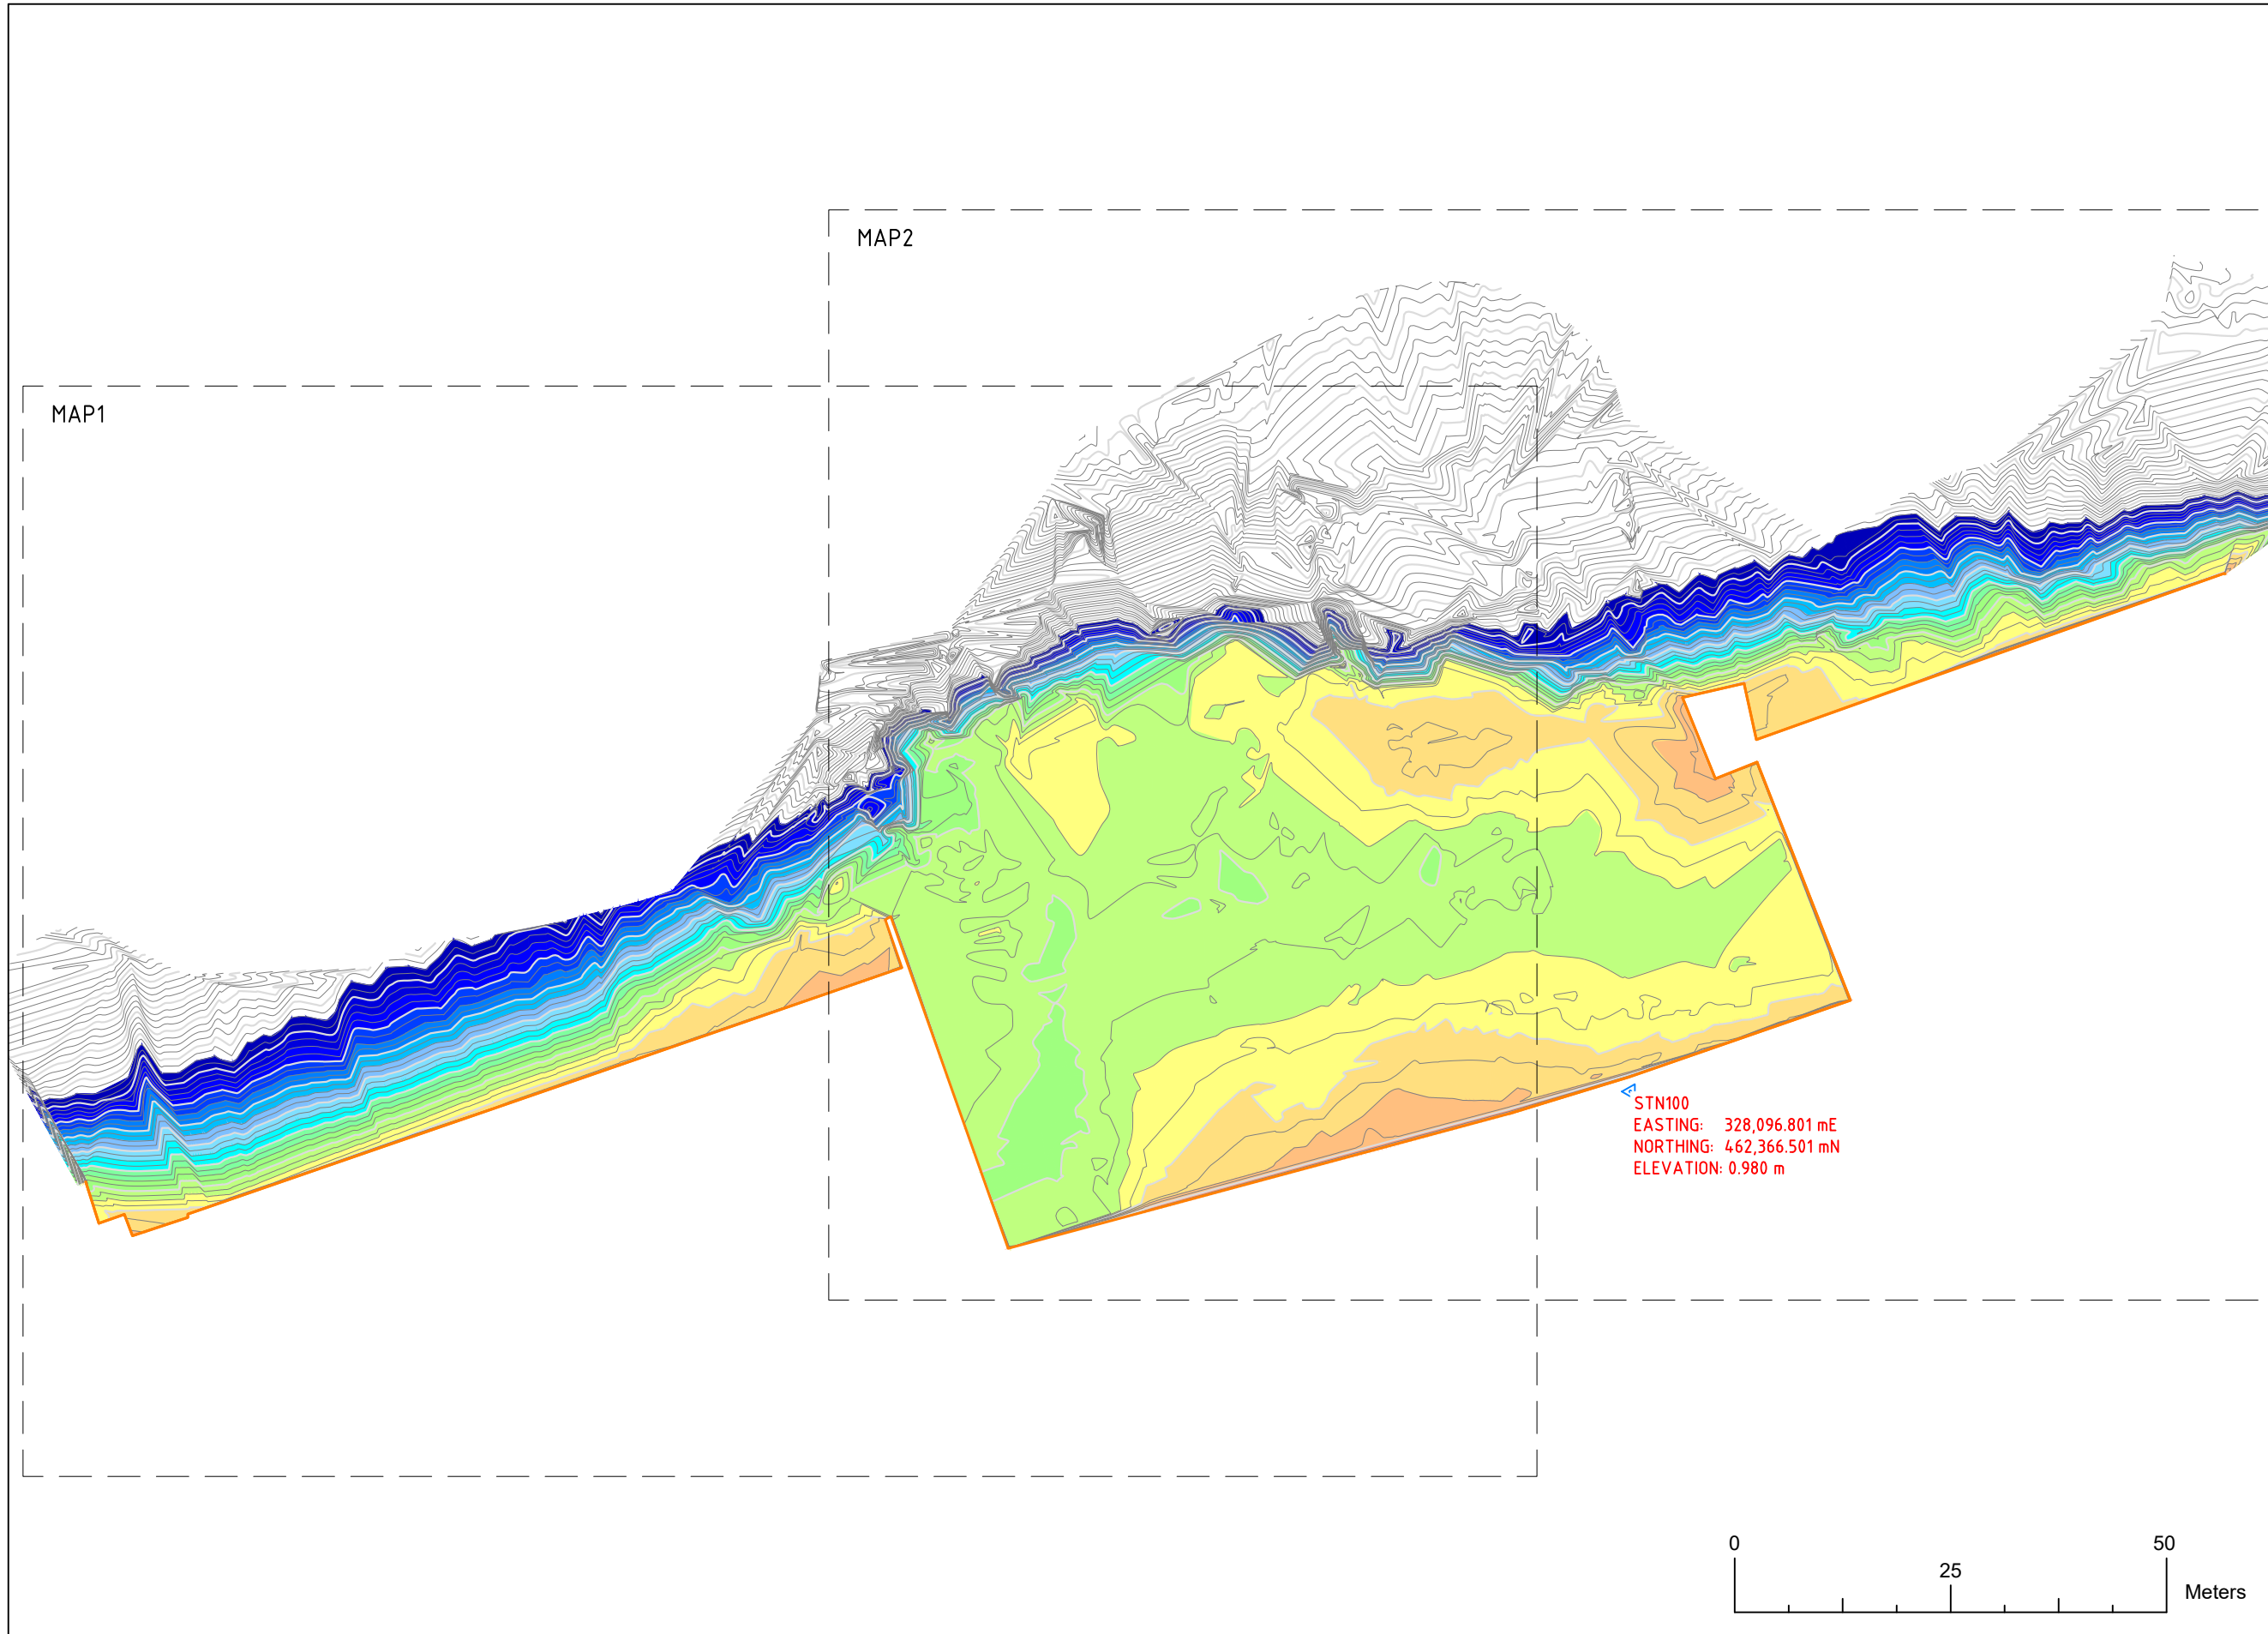 MAP2
MAP1
STN100
EASTING: 328,096.801 mE
NORTHING: 462,366.501 mN
ELEVATION: 0.980 m
0
50
25
Meters